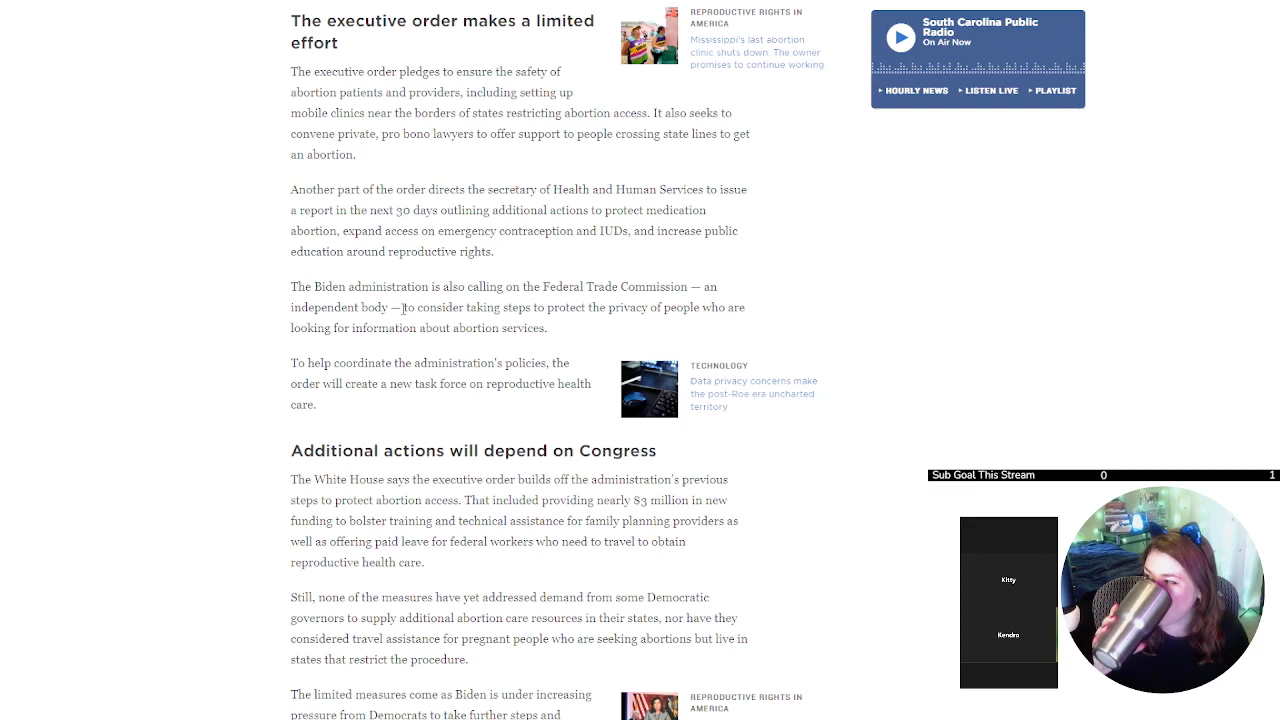 The executive order makes a limited
effort
REPRODUCTIVE RIGHTS IN
AMERICA
Mississippi's last abortion
clinic shuts down. The owner
promises to continue working
The executive order pledges to ensure the safety of
abortion patients and providers, including setting up
mobile clinics near the borders of states restricting abortion access. It also seeks to
convene private, pro bono lawyers to offer support to people crossing state lines to get
an abortion.
Another part of the order directs the secretary of Health and Human Services to issue
a report in the next 30 days outlining additional actions to protect medication
abortion, expand access on emergency contraception and IUDs, and increase public
education around reproductive rights.
The Biden administration is also calling on the Federal Trade Commission — an
independent body — to consider taking steps to protect the privacy of people who are
looking for information about abortion services.
To help coordinate the administration's policies, the
order will create a new task force on reproductive health
care.
TECHNOLOGY
Data privacy concerns make
the post-Roe era uncharted
territory
Additional actions will depend on Congress
The White House says the executive order builds off the administration's previous
steps to protect abortion access. That included providing nearly $3 million in new
funding to bolster training and technical assistance for family planning providers as
well as offering paid leave for federal workers who need to travel to obtain
reproductive health care.
Still, none of the measures have yet addressed demand from some Democratic
governors to supply additional abortion care resources in their states, nor have they
considered travel assistance for pregnant people who are seeking abortions but live in
states that restrict the procedure.
The limited measures come as Biden is under increasing
pressure from Democrats to take further steps and
REPRODUCTIVE RIGHTS IN
AMERICA
South Carolina Public
Radio
On Air Now
HOURLY NEWS
LISTEN LIVE
PLAYLIST
Sub Goal This Stream 0 1
Kitty
Kendro